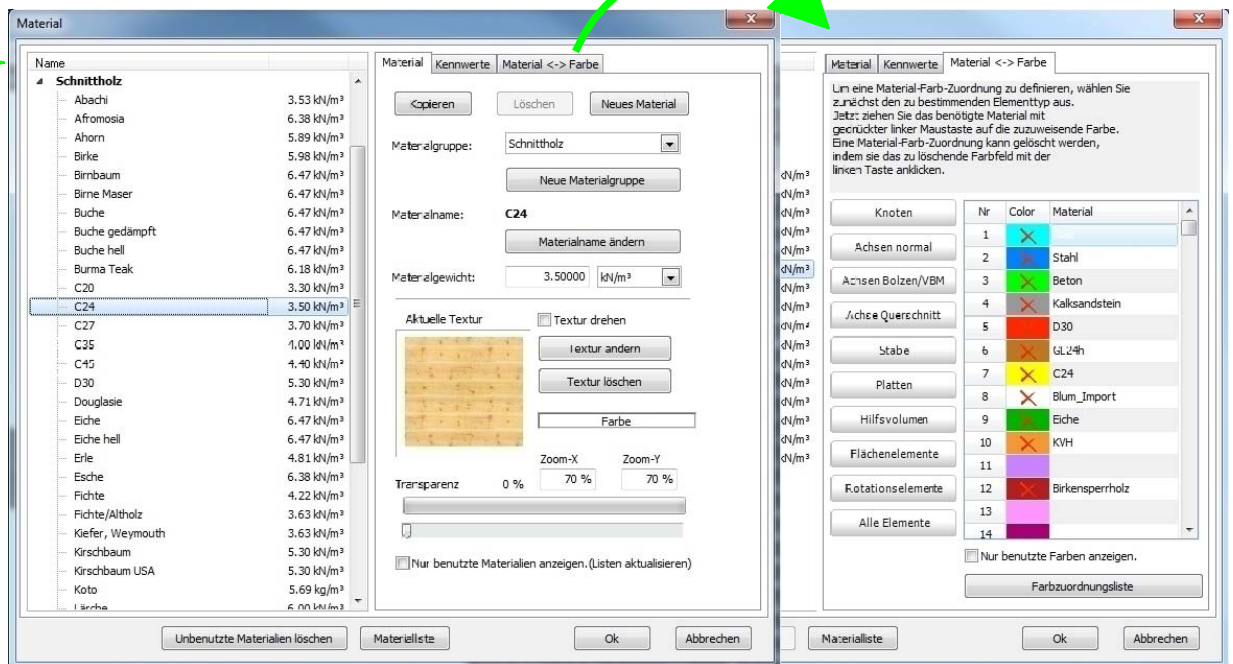 Material
Name
Schnittholz
Abachi 3.53 kN/m³
Afromosia 6.38 kN/m³
Ahorn 5.89 kN/m³
Birke 5.98 kN/m³
Birnbaum 6.47 kN/m³
Birne Maser 6.47 kN/m³
Buche 6.47 kN/m³
Buche gedämpft 6.47 kN/m³
Buche hell 6.47 kN/m³
Burma Teak 6.18 kN/m³
C20 3.30 kN/m³
C24 3.50 kN/m³
C27 3.70 kN/m³
C35 4.00 kN/m³
C45 4.40 kN/m³
D30 5.30 kN/m³
Douglasie 4.71 kN/m³
Eiche 6.47 kN/m³
Eiche hell 6.47 kN/m³
Erle 4.81 kN/m³
Esche 6.38 kN/m³
Fichte 4.22 kN/m³
Fichte/Altholz 3.63 kN/m³
Kiefer, Weymouth 3.63 kN/m³
Kirschbaum 5.30 kN/m³
Kirschbaum USA 5.30 kN/m³
Koto 5.69 kg/m³
Lärche 6.00 kN/m³
Unbenutzte Materialien löschen
Material Kennwerte Material <-> Farbe
Kopieren Löschen Neues Material
Materialgruppe: Schnittholz
Neue Materialgruppe
Materialname: C24
Materialname ändern
Materialgewicht: 3.50000 kN/m³
Aktuelle Textur Textur drehen
Textur ändern
Textur löschen
Farbe
Zoom-X Zoom-Y
Transparenz 0 % 70 % 70 %
Nur benutzte Materialien anzeigen.(Listen aktualisieren)
Materialliste Ok Abbrechen
Material Kennwerte Material <-> Farbe
Um eine Material-Farb-Zuordnung zu definieren, wählen Sie
zunächst den zu bestimmenden Elementtyp aus.
Jetzt ziehen Sie das benötigte Material mit
gedrückter linker Maustaste auf die zuzuweisende Farbe.
Eine Material-Farb-Zuordnung kann gelöscht werden,
indem sie das zu löschende Farbfeld mit der
linken Taste anklicken.
Knoten
Achsen normal
Achsen Bolzen/VBM
Achse Querschnitt
Stäbe
Platten
Hilfsvolumen
Flächenelemente
Rotationselemente
Alle Elemente
Nr Color Material
1
2 Stahl
3 Beton
4 Kalksandstein
5 D30
6 GL24h
7 C24
8 Blum_Import
9 Eiche
10 KVH
11
12 Birkensperrholz
13
14
Nur benutzte Farben anzeigen.
Farbzuordnungsliste
Materialliste Ok Abbrechen